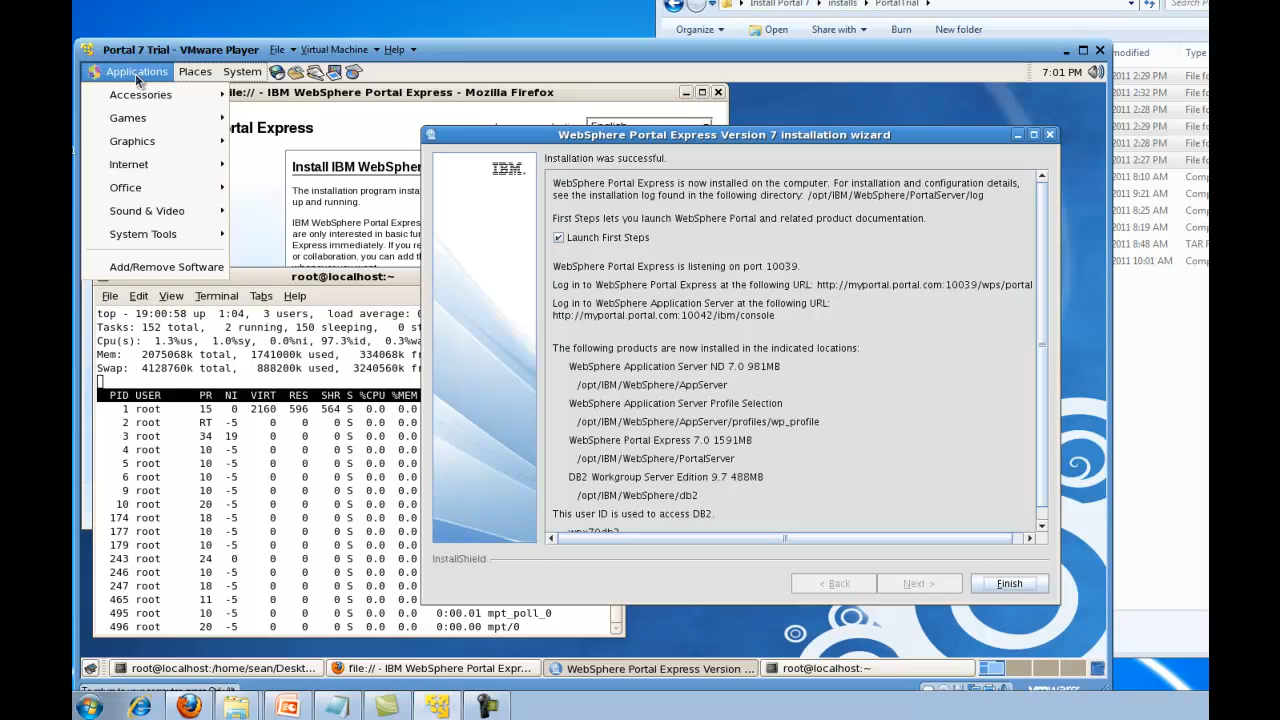 Install Portal 7 installs PortalTrial
Organize Open Share with Burn New folder
Portal 7 Trial - VMware Player File Virtual Machine Help
modified Type
Applications Places System 7:01 PM
2011 2:29 PM File fo
2011 2:32 PM File fo
2011 2:28 PM File fo
2011 2:29 PM File fo
2011 2:28 PM File fo
2011 2:27 PM File fo
2011 8:10 AM Comp
2011 9:21 AM Comp
2011 8:25 AM Comp
2011 8:19 AM Comp
2011 8:48 AM TAR F
2011 10:01 AM Comp
Accessories
Games
Graphics
Internet
Office
Sound & Video
System Tools
Add/Remove Software
file:// - IBM WebSphere Portal Express - Mozilla Firefox
rtal Express
English
Install IBM WebSpher
The installation program insta
IBM WebSphere Portal Expre
are only interested in basic fur
Express immediately. If you re
or collaboration, you can add t
root@localhost:~
File Edit View Terminal Tabs Help
top - 19:00:58 up 1:04, 3 users, load average: 0
Tasks: 152 total, 2 running, 150 sleeping, 0 st
Cpu(s): 1.3%us, 1.0%sy, 0.0%ni, 97.3%id, 0.3%wa
Mem: 2075068k total, 1741000k used, 334068k fr
Swap: 4128760k total, 888200k used, 3240560k fr
PID USER PR NI VIRT RES SHR S %CPU %MEM
1 root 15 0 2160 596 564 S 0.0 0.0
2 root RT -5 0 0 0 S 0.0 0.0
3 root 34 19 0 0 0 S 0.0 0.0
4 root 10 -5 0 0 0 S 0.0 0.0
5 root 10 -5 0 0 0 S 0.0 0.0
6 root 10 -5 0 0 0 S 0.0 0.0
9 root 10 -5 0 0 0 S 0.0 0.0
10 root 20 -5 0 0 0 S 0.0 0.0
174 root 18 -5 0 0 0 S 0.0 0.0
177 root 10 -5 0 0 0 S 0.0 0.0
179 root 10 -5 0 0 0 S 0.0 0.0
243 root 24 0 0 0 0 S 0.0 0.0
246 root 10 -5 0 0 0 S 0.0 0.0
247 root 18 -5 0 0 0 S 0.0 0.0
465 root 11 -5 0 0 0 S 0.0 0.0
495 root 10 -5 0 0 0 S 0.0 0.0 0:00.01 mpt_poll_0
496 root 20 -5 0 0 0 S 0.0 0.0 0:00.00 mpt/0
WebSphere Portal Express Version 7 installation wizard
IBM.
Installation was successful.
WebSphere Portal Express is now installed on the computer. For installation and configuration details,
see the installation log found in the following directory: /opt/IBM/WebSphere/PortalServer/log
First Steps lets you launch WebSphere Portal and related product documentation.
Launch First Steps
WebSphere Portal Express is listening on port 10039.
Log in to WebSphere Portal Express at the following URL: http://myportal.portal.com:10039/wps/portal
Log in to WebSphere Application Server at the following URL:
http://myportal.portal.com:10042/ibm/console
The following products are now installed in the indicated locations:
WebSphere Application Server ND 7.0 981MB
/opt/IBM/WebSphere/AppServer
WebSphere Application Server Profile Selection
/opt/IBM/WebSphere/AppServer/profiles/wp_profile
WebSphere Portal Express 7.0 1591MB
/opt/IBM/WebSphere/PortalServer
DB2 Workgroup Server Edition 9.7 488MB
/opt/IBM/WebSphere/db2
This user ID is used to access DB2.
InstallShield
< Back Next > Finish
root@localhost:/home/sean/Deskt... file:// - IBM WebSphere Portal Expr... WebSphere Portal Express Version ... root@localhost:~
vmware